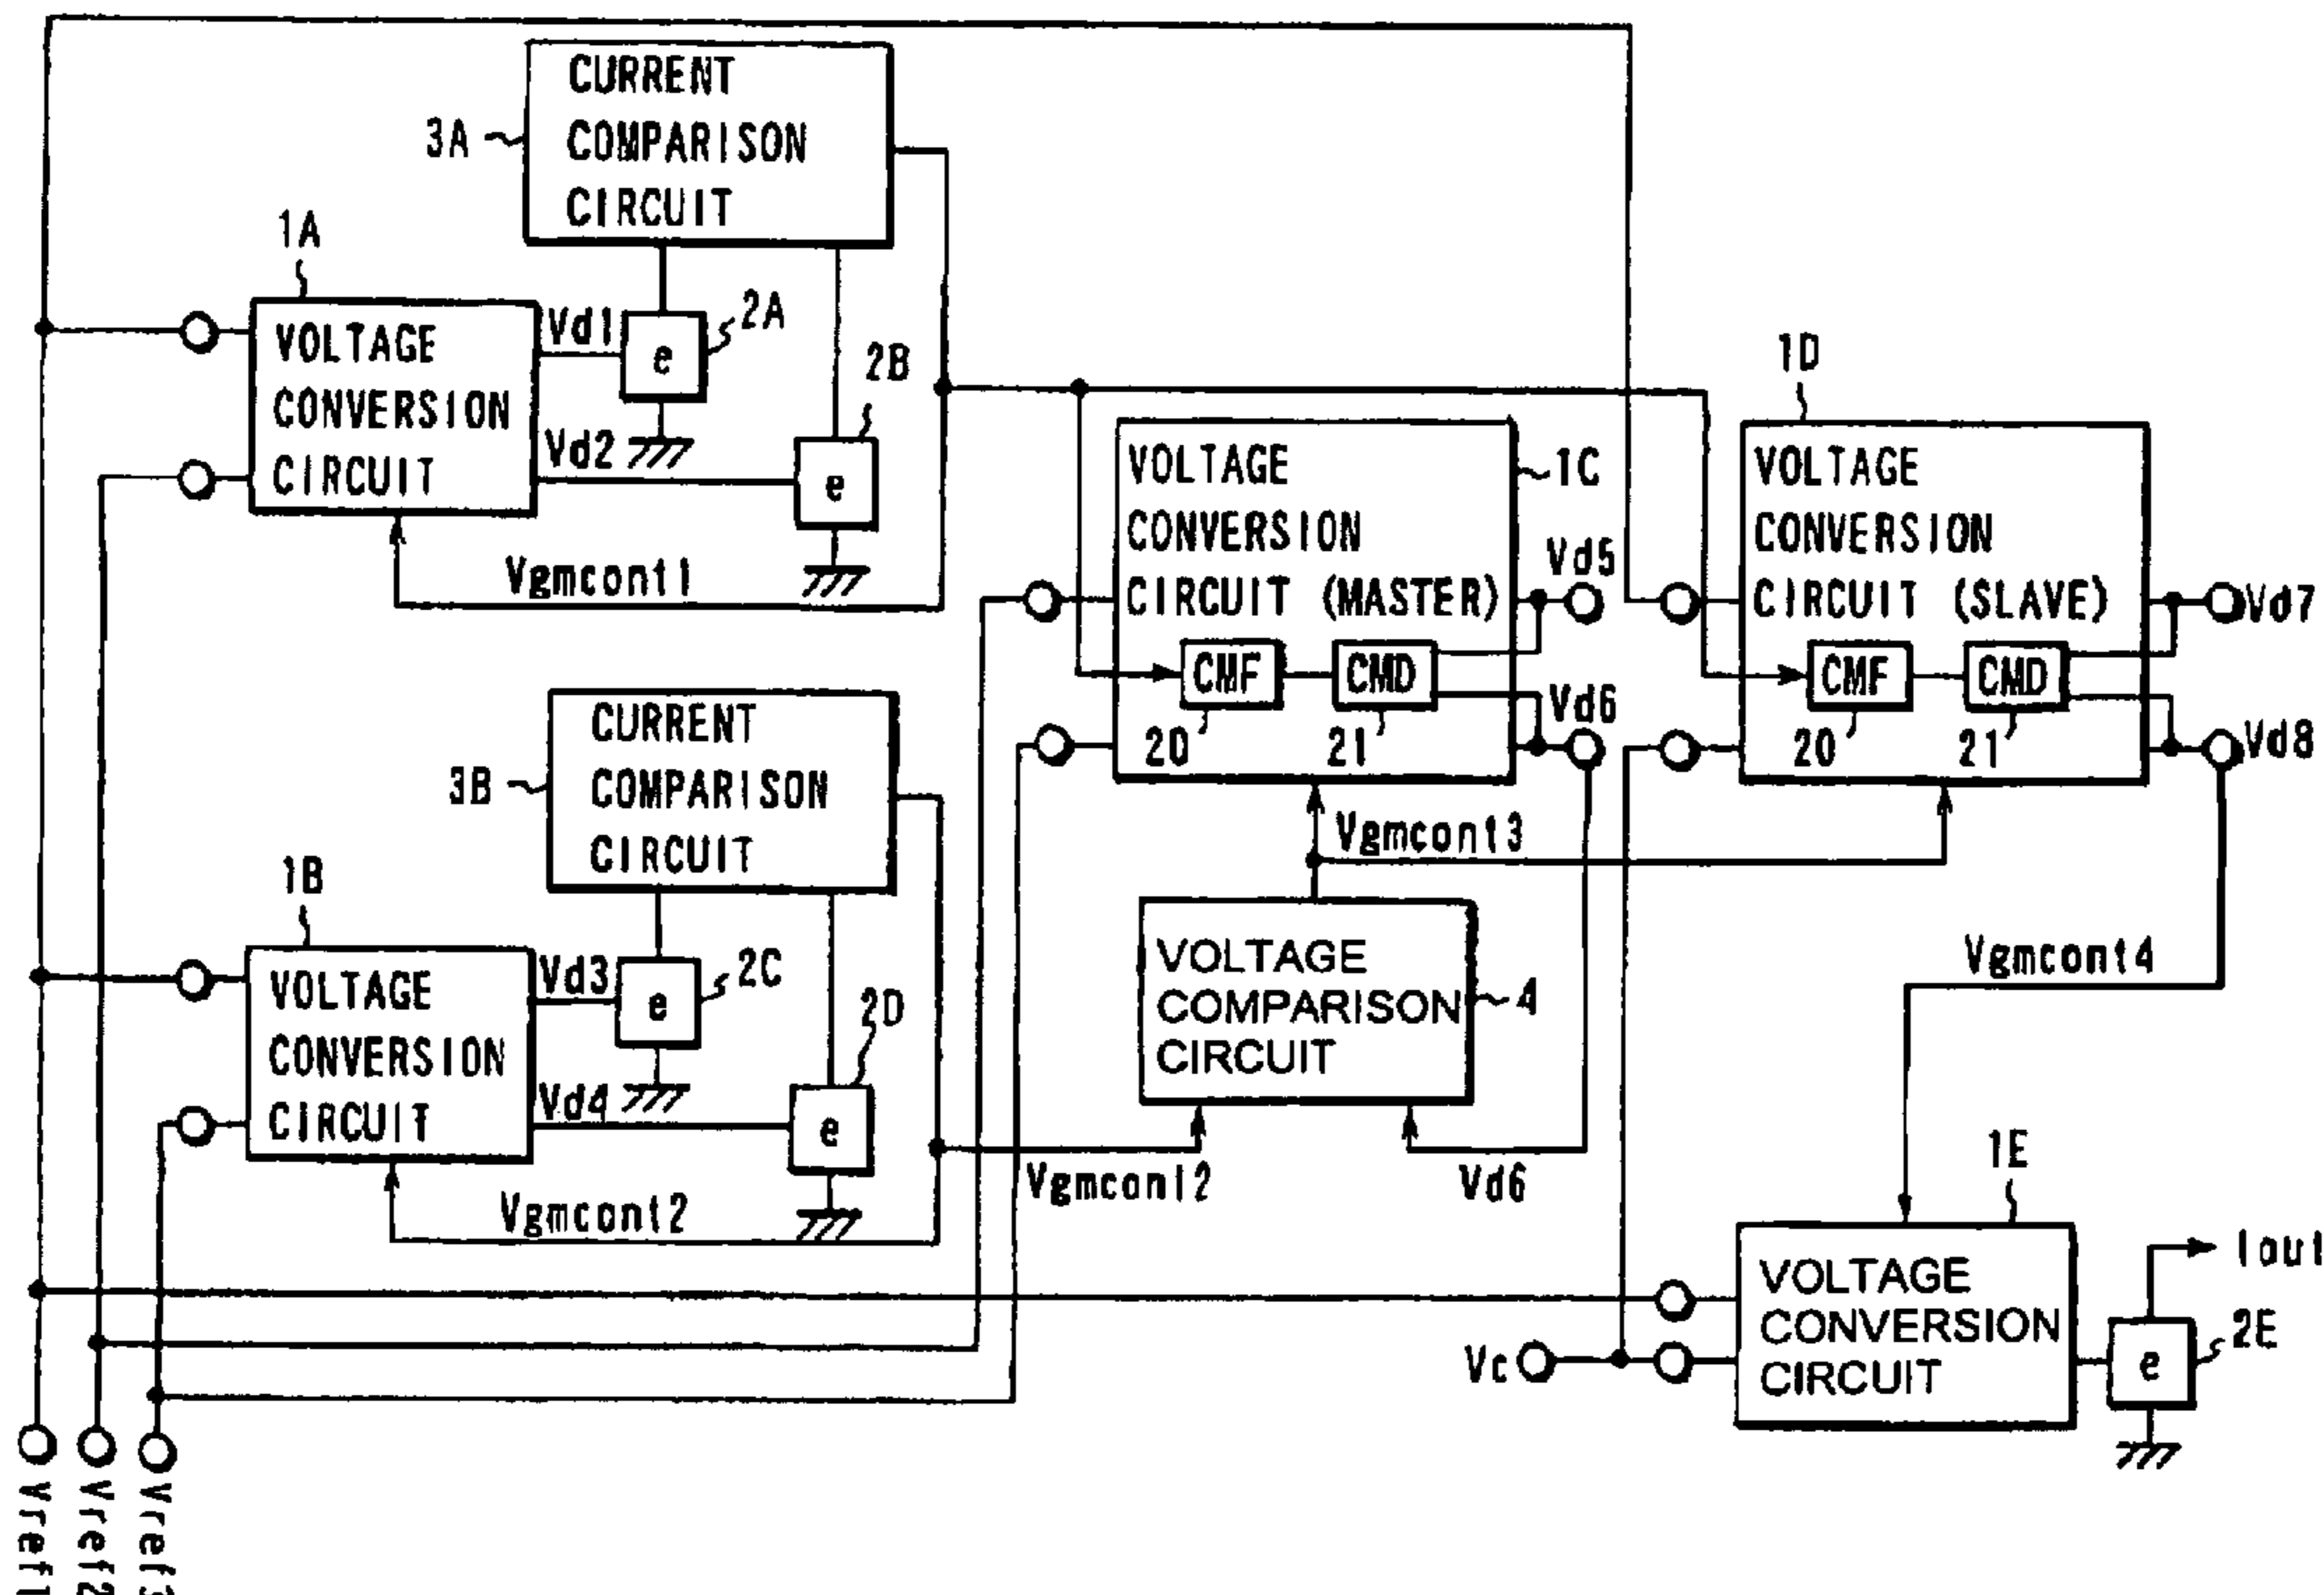 CURRENT
COMPARISON
CIRCUIT
3A
1A
VOLTAGE
CONVERSION
CIRCUIT
Vd1
Vd2
e
2A
2B
e
Vgmcont1
VOLTAGE
CONVERSION
CIRCUIT (MASTER)
1C
CMF
CMD
20
21
Vd5
Vd6
1D
VOLTAGE
CONVERSION
CIRCUIT (SLAVE)
CMF
CMD
20
21
Vd7
Vd8
CURRENT
COMPARISON
CIRCUIT
3B
1B
VOLTAGE
CONVERSION
CIRCUIT
Vd3
Vd4
e
2C
2D
e
Vgmcont2
Vgmcont3
VOLTAGE
COMPARISON
CIRCUIT
4
Vgmcont2
Vd6
Vgmcont4
1E
VOLTAGE
CONVERSION
CIRCUIT
Vc
Iout
e
2E
Vref1
Vref2
Vref3